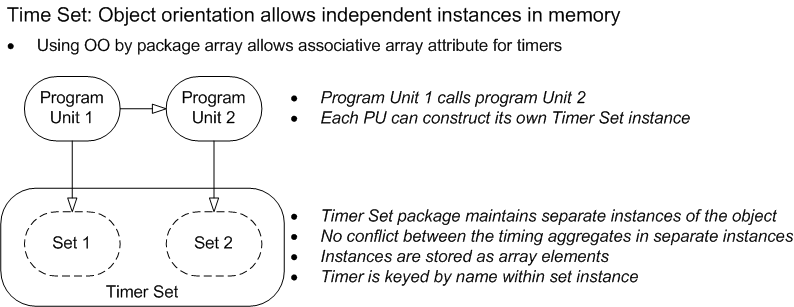 Time Set: Object orientation allows independent instances in memory
• Using OO by package array allows associative array attribute for timers
Program
Unit 1
Program
Unit 2
• Program Unit 1 calls program Unit 2
• Each PU can construct its own Timer Set instance
Set 1
Set 2
Timer Set
• Timer Set package maintains separate instances of the object
• No conflict between the timing aggregates in separate instances
• Instances are stored as array elements
• Timer is keyed by name within set instance